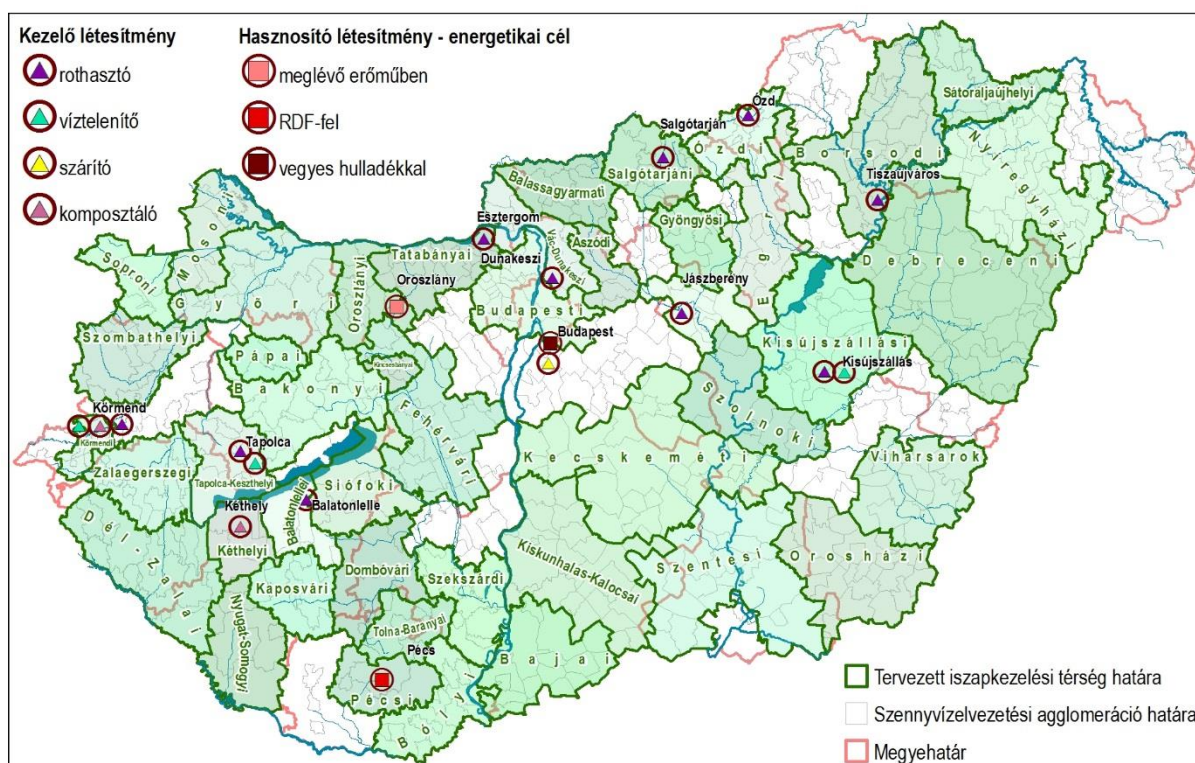 Kezelő létesítmény
rothasztó
víztelenítő
szárító
komposztáló
Hasznosító létesítmény - energetikai cél
meglévő erőműben
RDF-fel
vegyes hulladékkal
Ózd
Sátoraljaújhelyi
Salgótarján
Ózdi
Borsodi
Nyíregyházi
Salgótarjáni
Balassagyarmati
Tiszaújváros
Gyöngyösi
Egri
Esztergom
Vác-Dunakeszi
Aszódi
Mosoni
Tatabányai
Dunakeszi
Debreceni
Soproni
Oroszlány
Jászberény
Győri
Oroszlányi
Budapesti
Szombathelyi
Budapest
Kisújszállási
Pápai
Kisújszállás
Kincsesbányai
Bakonyi
Szolnoki
Körmend
Fehérvári
Körmendi
Tapolca
Kecskeméti
Viharsarok
Zalaegerszegi
Tapolca-Keszthelyi
Siófoki
Balatonlellei
Balatonlelle
Kéthely
Dél-Zalai
Kéthelyi
Orosházi
Szentesi
Dombóvári
Kiskunhalas-Kalocsai
Kaposvári
Szekszárdi
Nyugat-Somogyi
Tolna-Baranyai
Pécs
Bajai
Pécsi
Bólyi
Tervezett iszapkezelési térség határa
Szennyvízelvezetési agglomeráció határa
Megyehatár